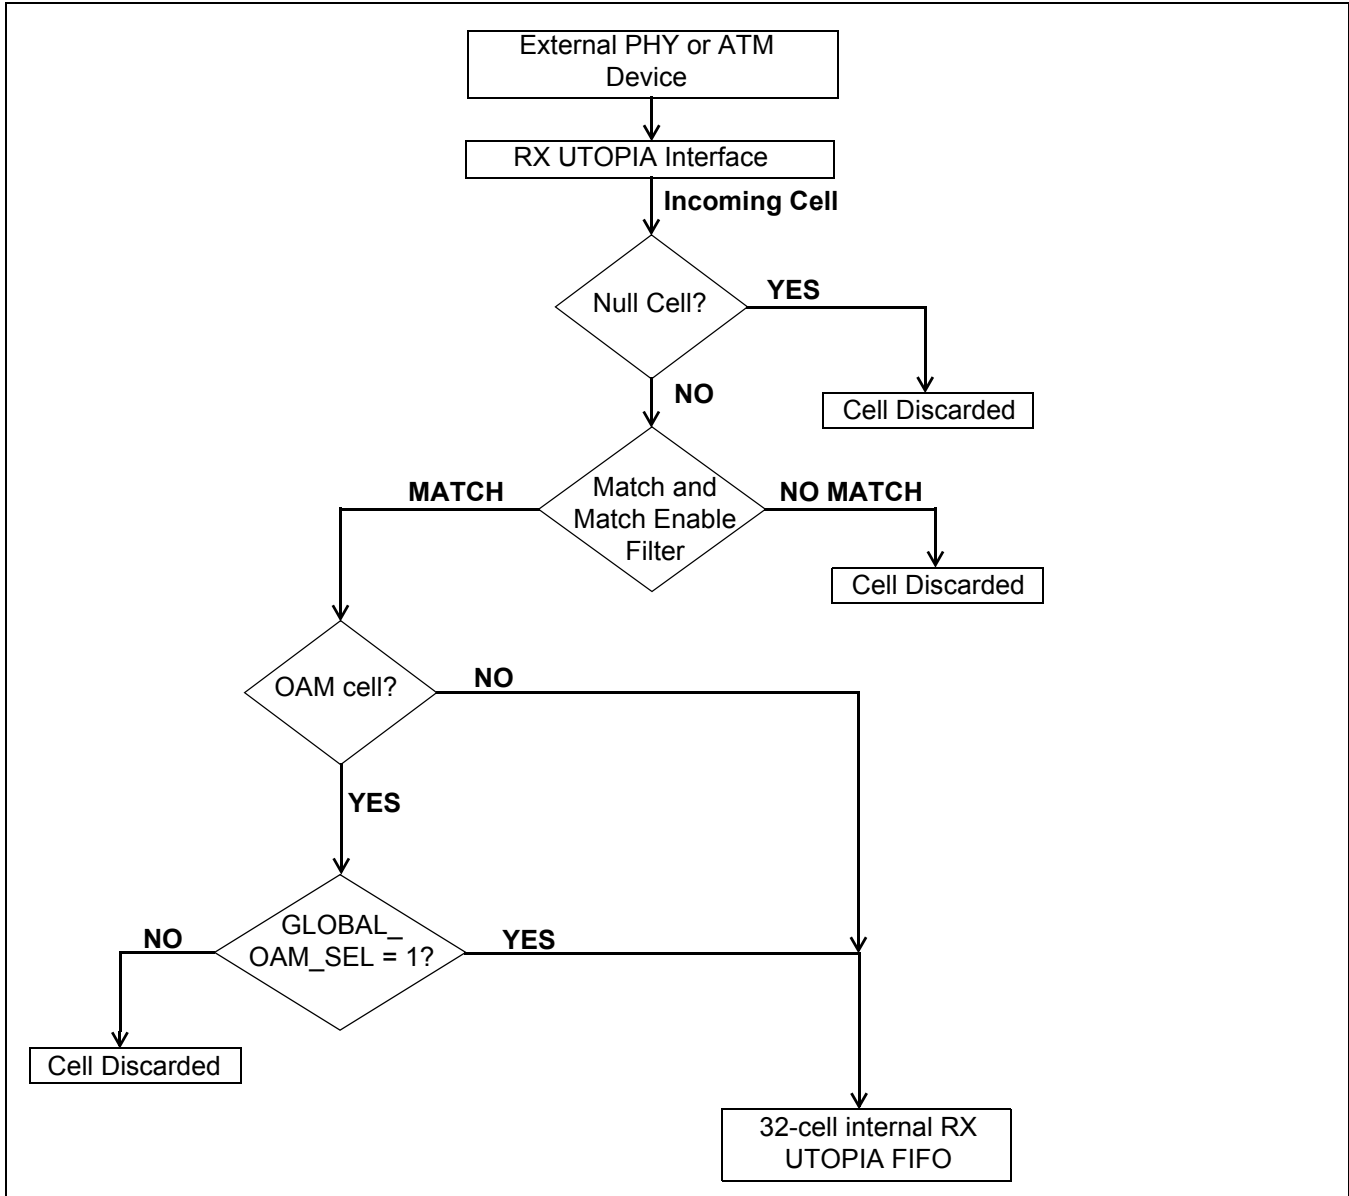 External PHY or ATM
Device
RX UTOPIA Interface
Incoming Cell
Null Cell?
YES
NO
Cell Discarded
MATCH
Match and
Match Enable
Filter
NO MATCH
Cell Discarded
OAM cell?
NO
YES
GLOBAL_
OAM_SEL = 1?
NO
YES
Cell Discarded
32-cell internal RX
UTOPIA FIFO